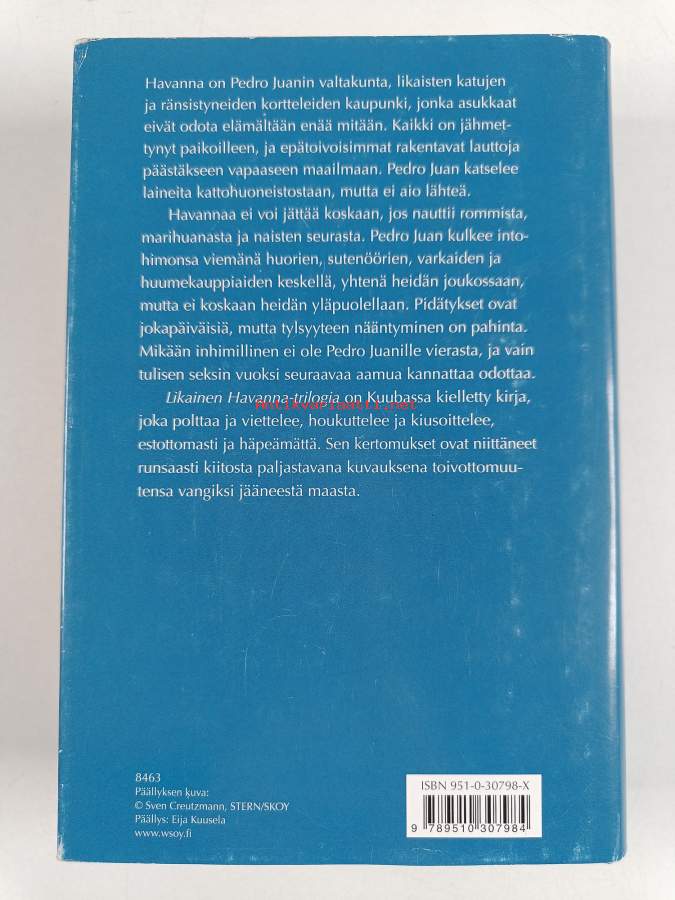 Havanna on Pedro Juanin valtakunta, likaisten katujen
ja ränsistyneiden kortteleiden kaupunki, jonka asukkaat
eivät odota elämältään enää mitään. Kaikki on jähmet-
tynyt paikoilleen, ja epätoivoisimmat rakentavat lauttoja
päästäkseen vapaaseen maailmaan. Pedro Juan katselee
laineita kattohuoneistostaan, mutta ei aio lähteä.
Havannaa ei voi jättää koskaan, jos nauttii rommista,
marihuanasta ja naisten seurasta. Pedro Juan kulkee into-
himonsa viemänä huorien, sutenöörien, varkaiden ja
huumekauppiaiden keskellä, yhtenä heidän joukossaan,
mutta ei koskaan heidän yläpuolellaan. Pidätykset ovat
jokapäiväisiä, mutta tylsyyteen nääntyminen on pahinta.
Mikään inhimillinen ei ole Pedro Juanille vierasta, ja vain
tulisen seksin vuoksi seuraavaa aamua kannattaa odottaa.
Likainen Havanna-trilogia on Kuubassa kielletty kirja,
Antikvariaatti.net
joka polttaa ja viettelee, houkuttelee ja kiusoittelee,
estottomasti ja häpeämättä. Sen kertomukset ovat niittäneet
runsaasti kiitosta paljastavana kuvauksena toivottomuu-
tensa vangiksi jääneestä maasta.
8463
Päällyksen kuva:
© Sven Creutzmann, STERN/SKOY
Päällys: Eija Kuusela
www.wsoy.fi
ISBN 951-0-30798-X
9 789510 307984